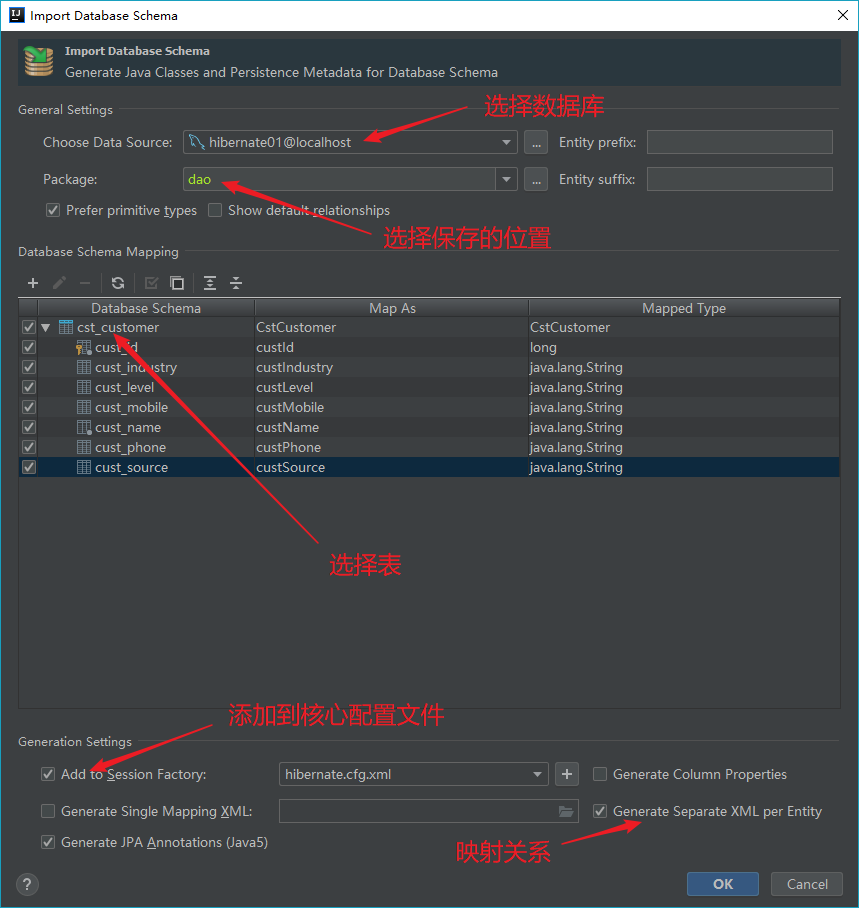 Import Database Schema
Import Database Schema
Generate Java Classes and Persistence Metadata for Database Schema
General Settings
选择数据库
Choose Data Source: hibernate01@localhost ... Entity prefix:
Package: dao ... Entity suffix:
Prefer primitive types Show default relationships
选择保存的位置
Database Schema Mapping
Database Schema Map As Mapped Type
cst_customer CstCustomer CstCustomer
cust_id custId long
cust_industry custIndustry java.lang.String
cust_level custLevel java.lang.String
cust_mobile custMobile java.lang.String
cust_name custName java.lang.String
cust_phone custPhone java.lang.String
cust_source custSource java.lang.String
选择表
添加到核心配置文件
Generation Settings
Add to Session Factory: hibernate.cfg.xml Generate Column Properties
Generate Single Mapping XML: Generate Separate XML per Entity
Generate JPA Annotations (Java5)
映射关系
? OK Cancel